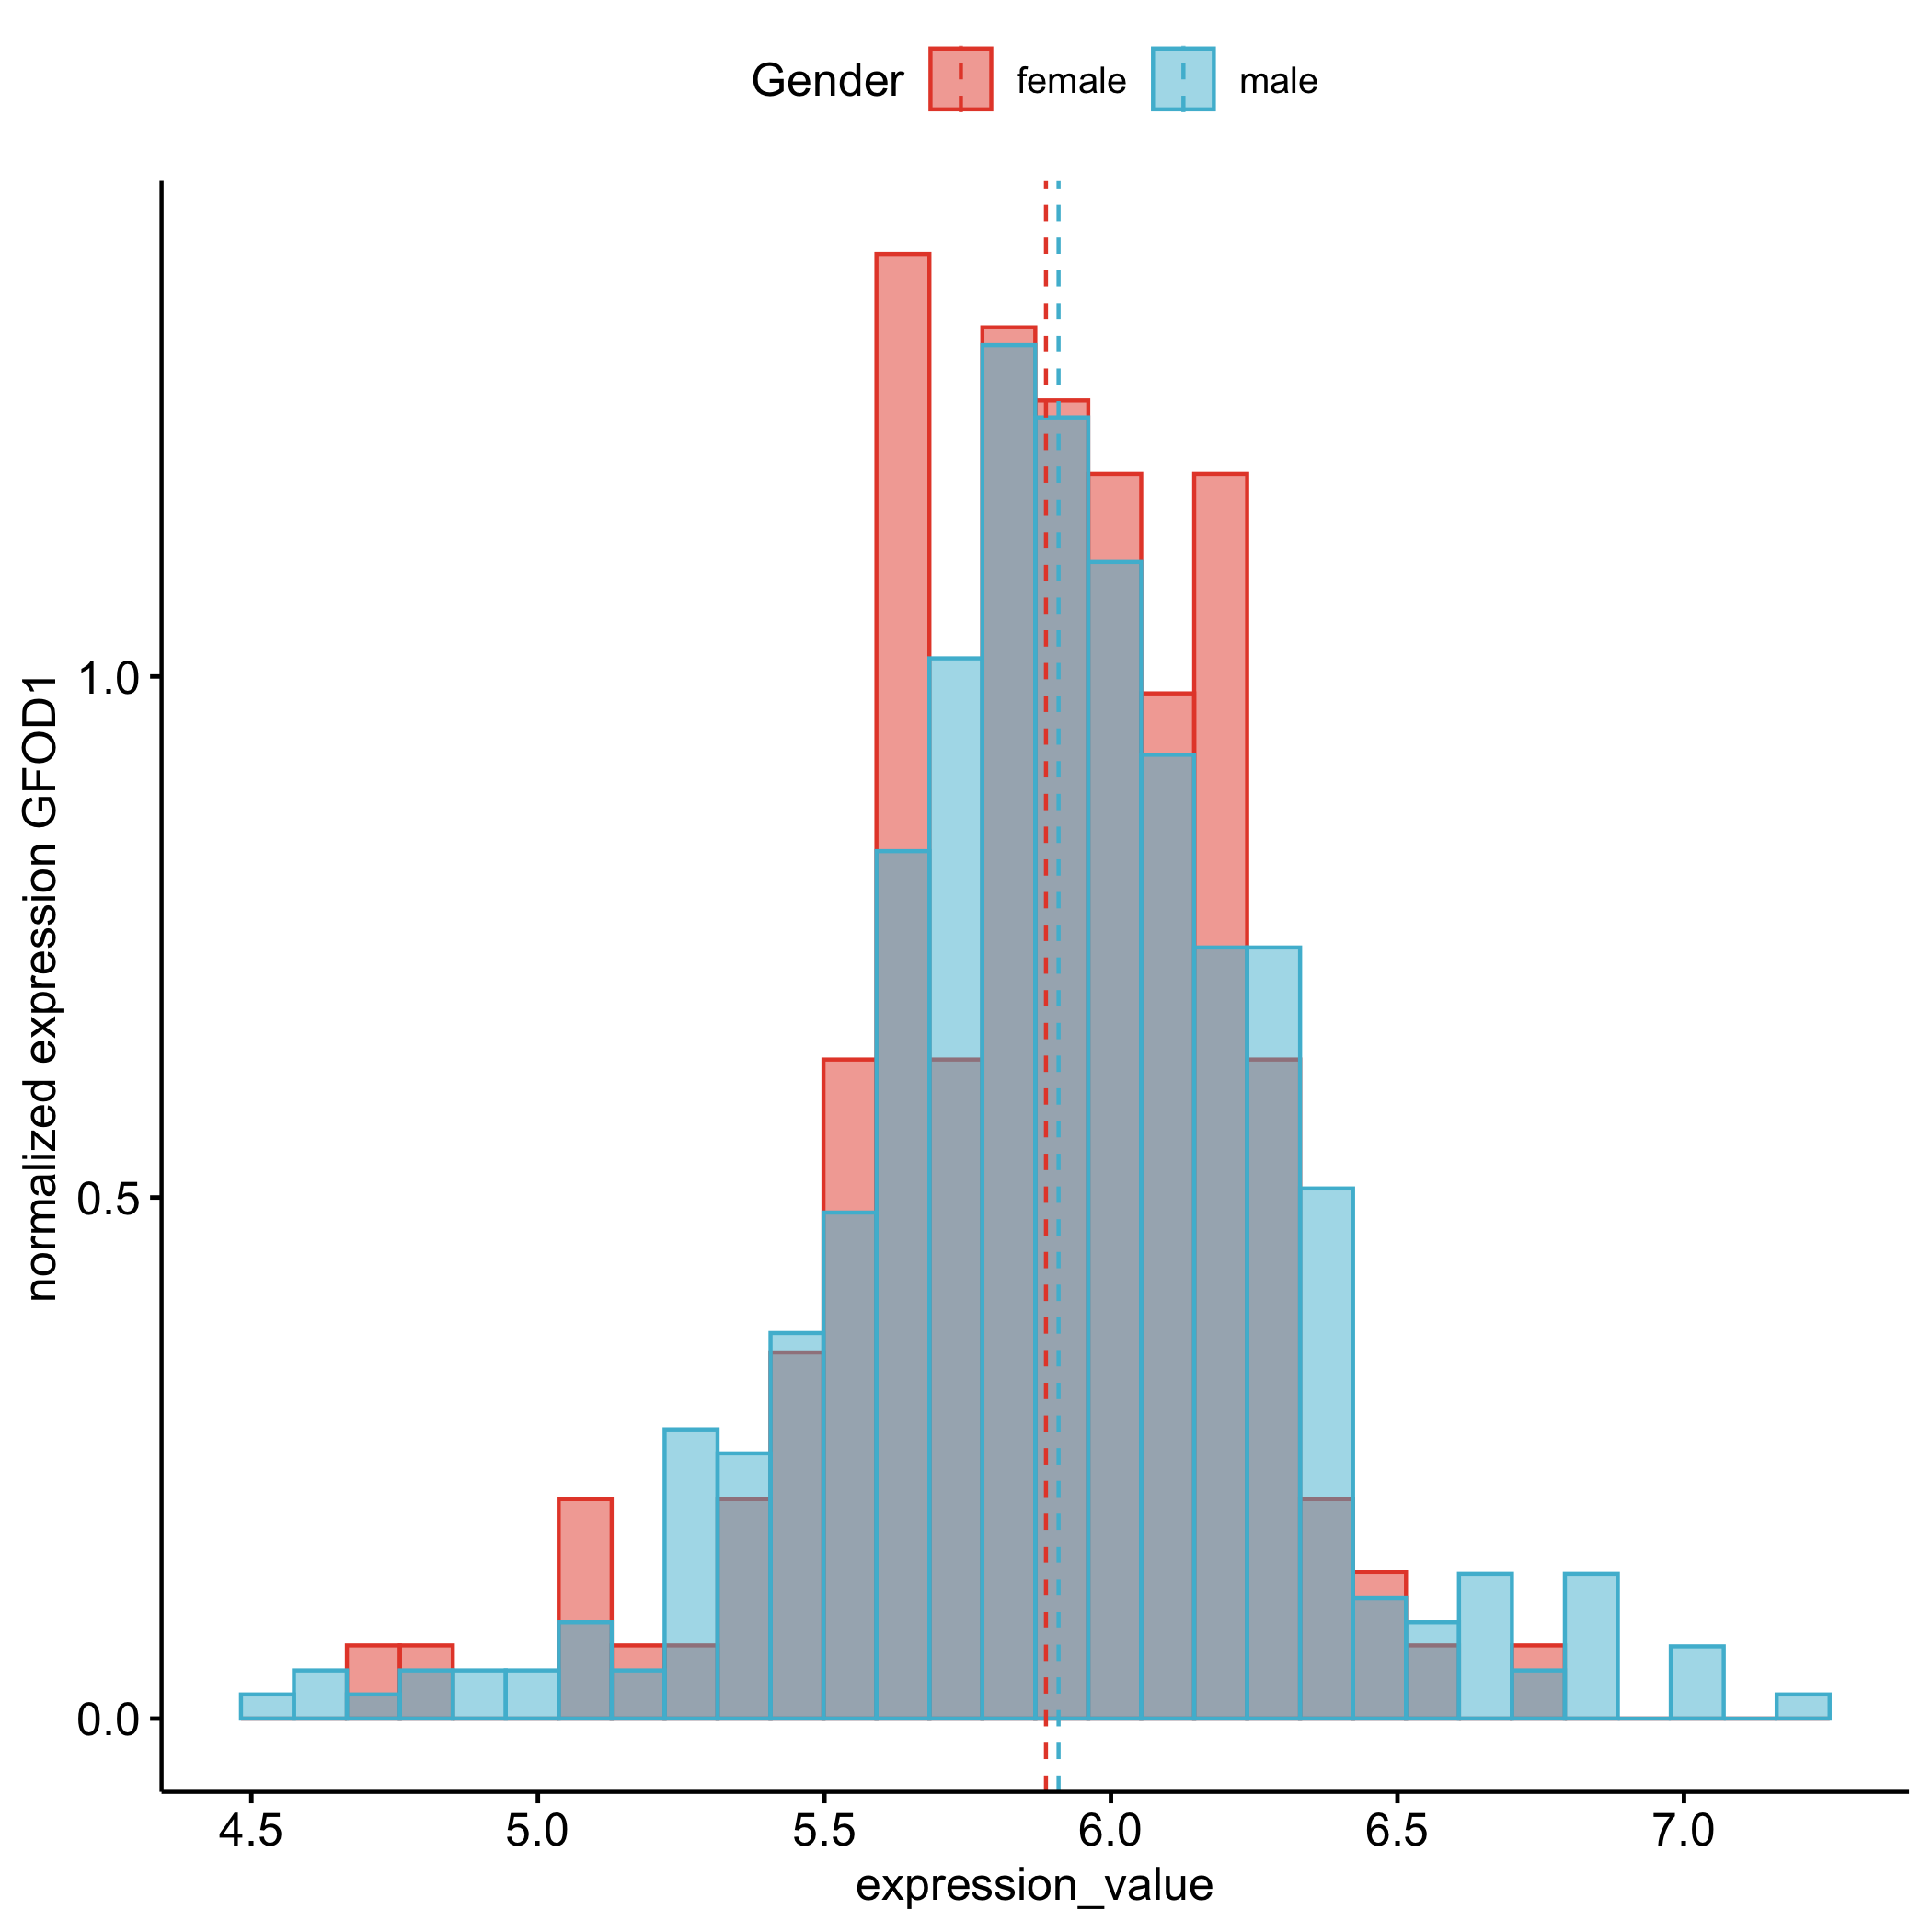 Gender female male
normalized expression GFOD1
1.0
0.5
0.0
4.5 5.0 5.5 6.0 6.5 7.0
expression_value